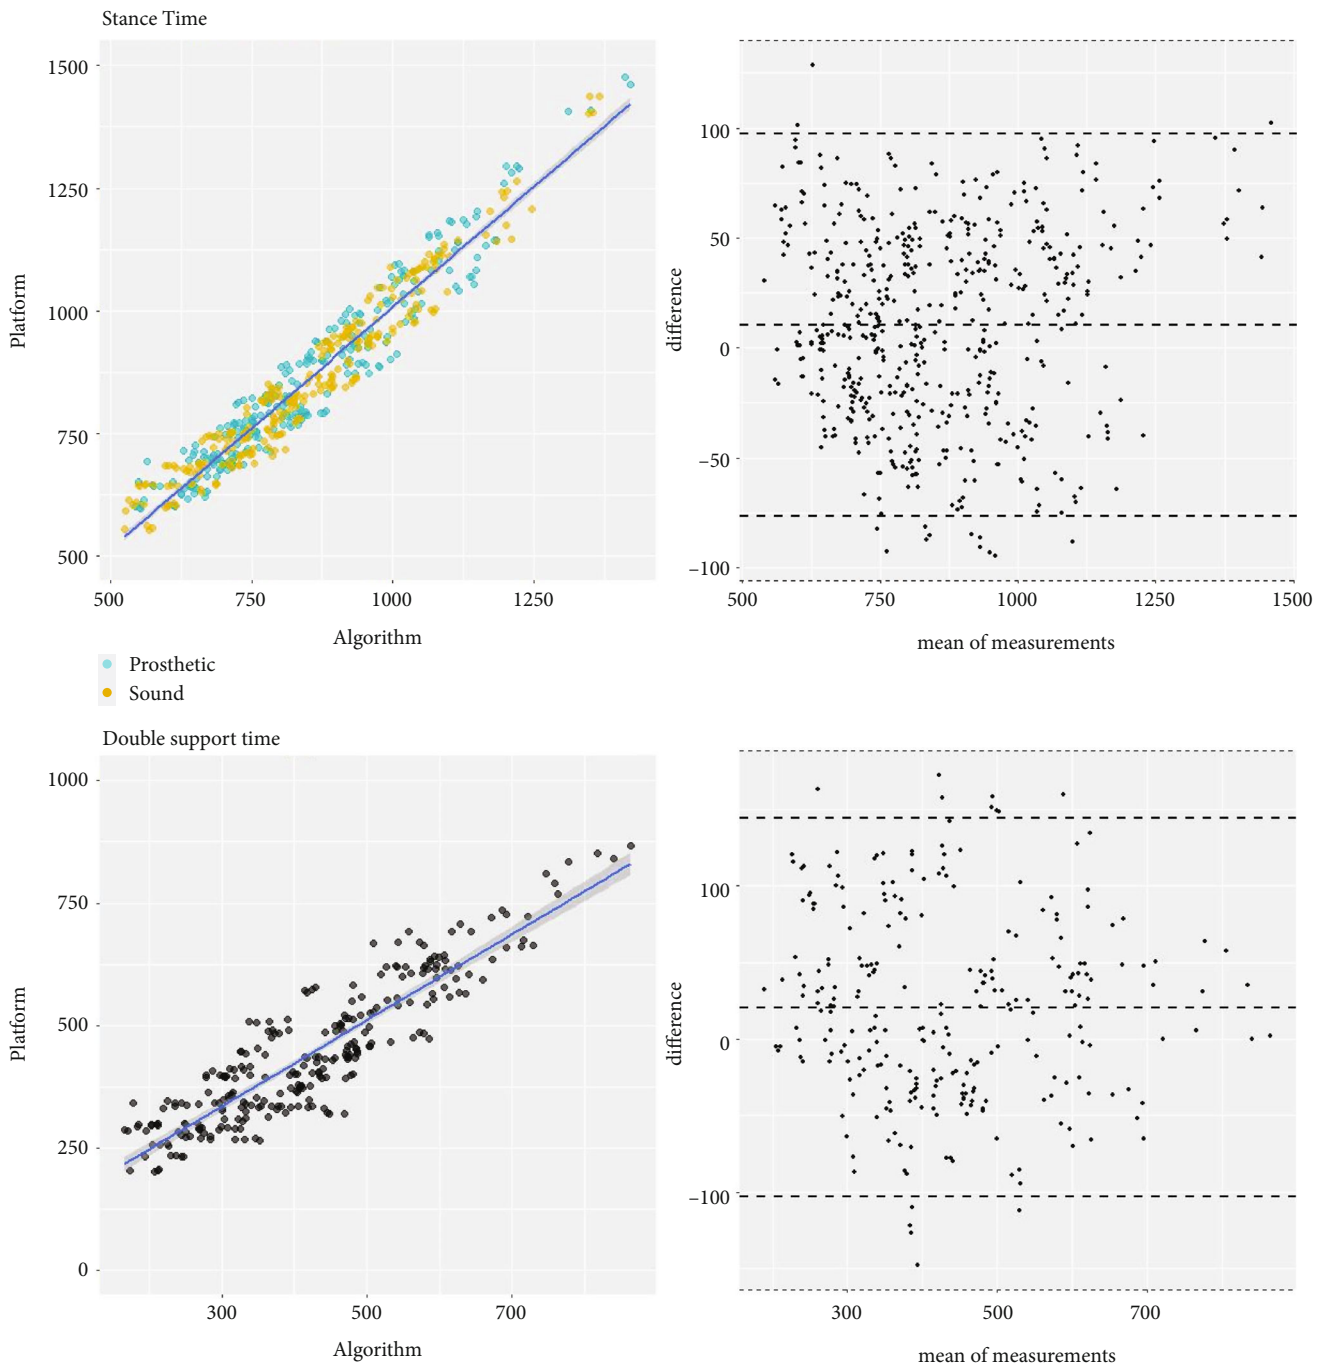 Stance Time
1500
1250
1000
750
500
Platform
500 750 1000 1250
Algorithm
100
50
0
−50
−100
difference
500 750 1000 1250 1500
mean of measurements
Prosthetic
Sound
Double support time
1000
750
500
250
0
Platform
300 500 700
Algorithm
100
0
−100
difference
300 500 700
mean of measurements